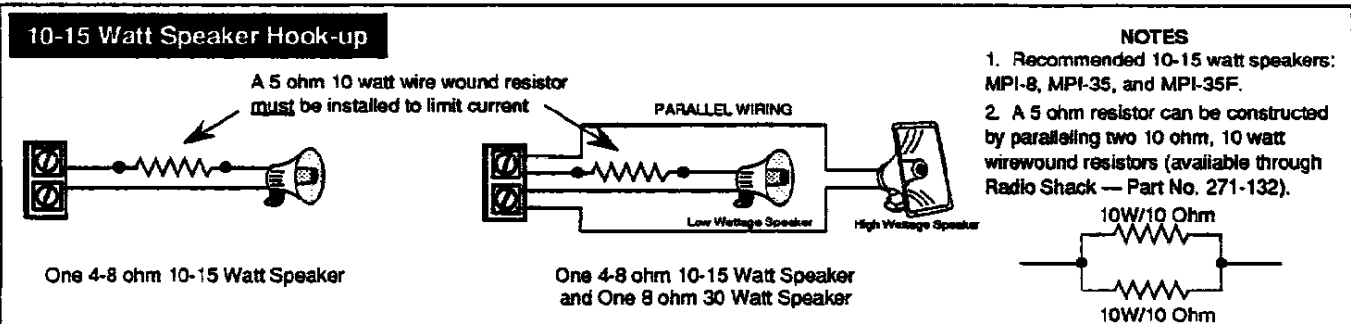 10-15 Watt Speaker Hook-up
A 5 ohm 10 watt wire wound resistor
must be installed to limit current
PARALLEL WIRING
Low Wattage Speaker
High Wattage Speaker
One 4-8 ohm 10-15 Watt Speaker
One 4-8 ohm 10-15 Watt Speaker
and One 8 ohm 30 Watt Speaker
NOTES
1. Recommended 10-15 watt speakers:
MPI-8, MPI-35, and MPI-35F.
2. A 5 ohm resistor can be constructed
by paralleling two 10 ohm, 10 watt
wirewound resistors (available through
Radio Shack — Part No. 271-132).
10W/10 Ohm
10W/10 Ohm